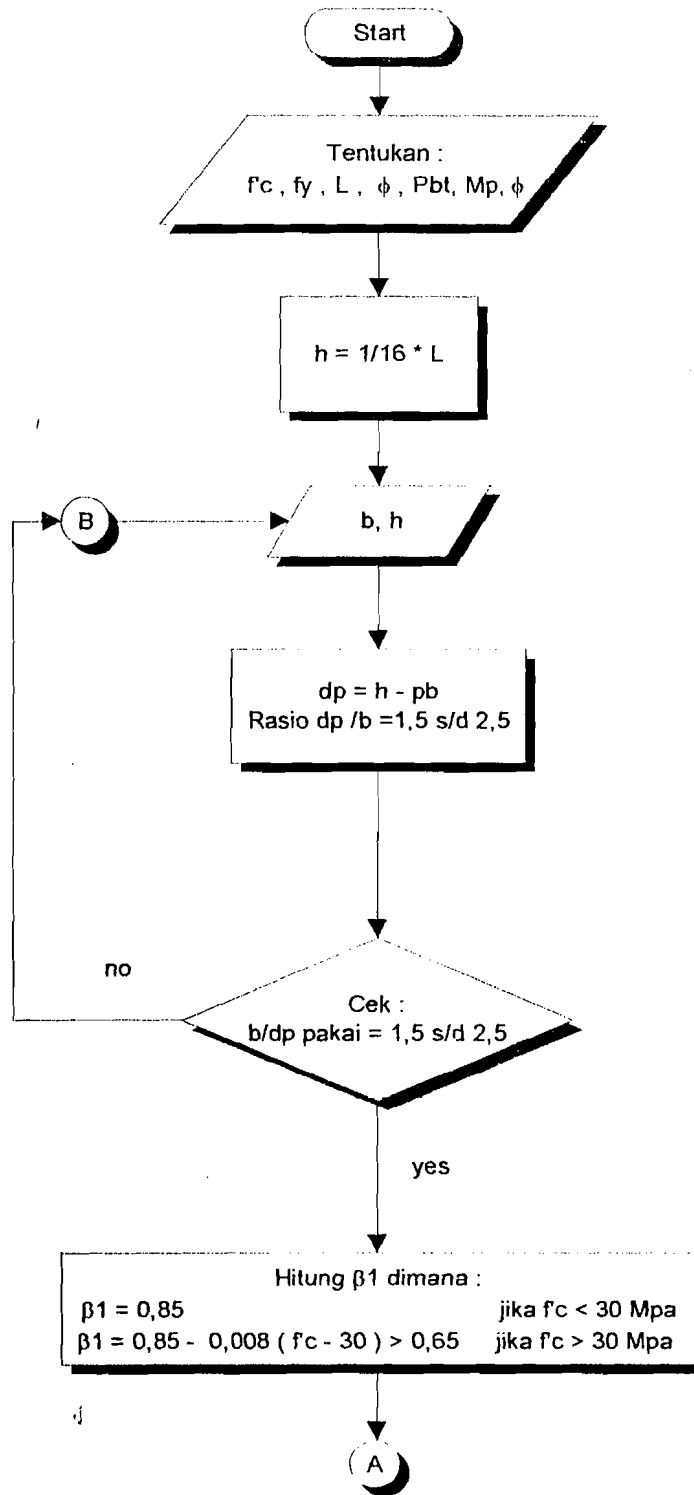 Start
Tentukan :
f'c , fy , L , ϕ , Pbt, Mp, ϕ
h = 1/16 * L
B
b, h
dp = h - pb
Rasio dp /b =1,5 s/d 2,5
no
Cek :
b/dp pakai = 1,5 s/d 2,5
yes
Hitung β1 dimana :
β1 = 0,85 jika f'c < 30 Mpa
β1 = 0,85 - 0,008 ( f'c - 30 ) > 0,65 jika f'c > 30 Mpa
A